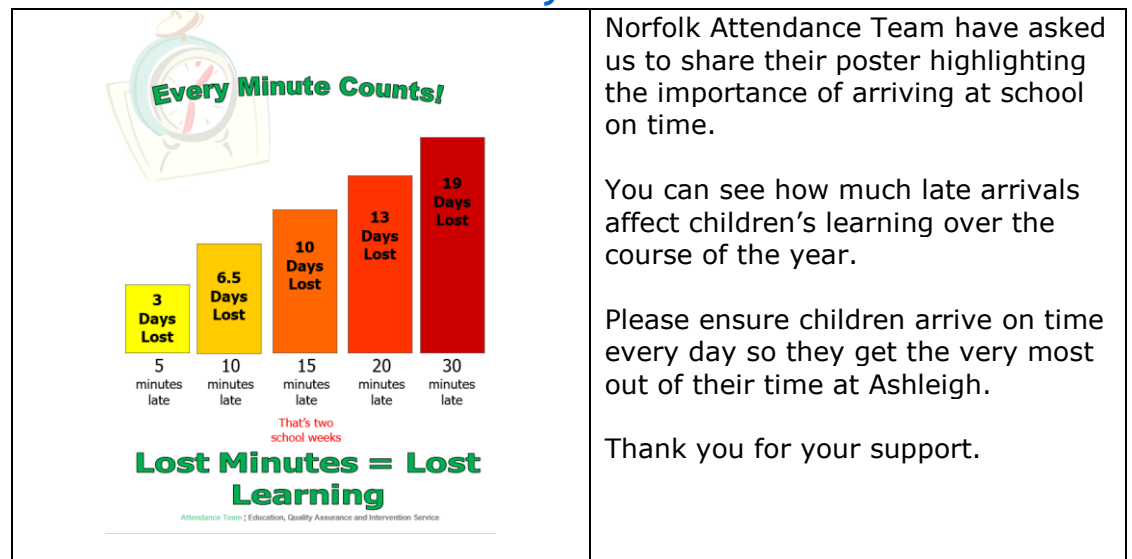 Every Minute Counts!
3
Days
Lost
6.5
Days
Lost
10
Days
Lost
13
Days
Lost
19
Days
Lost
5
minutes
late
10
minutes
late
15
minutes
late
20
minutes
late
30
minutes
late
That's two
school weeks
Lost Minutes = Lost
Learning
Attendance Team ¦ Education, Quality Assurance and Intervention Service
Norfolk Attendance Team have asked
us to share their poster highlighting
the importance of arriving at school
on time.
You can see how much late arrivals
affect children’s learning over the
course of the year.
Please ensure children arrive on time
every day so they get the very most
out of their time at Ashleigh.
Thank you for your support.